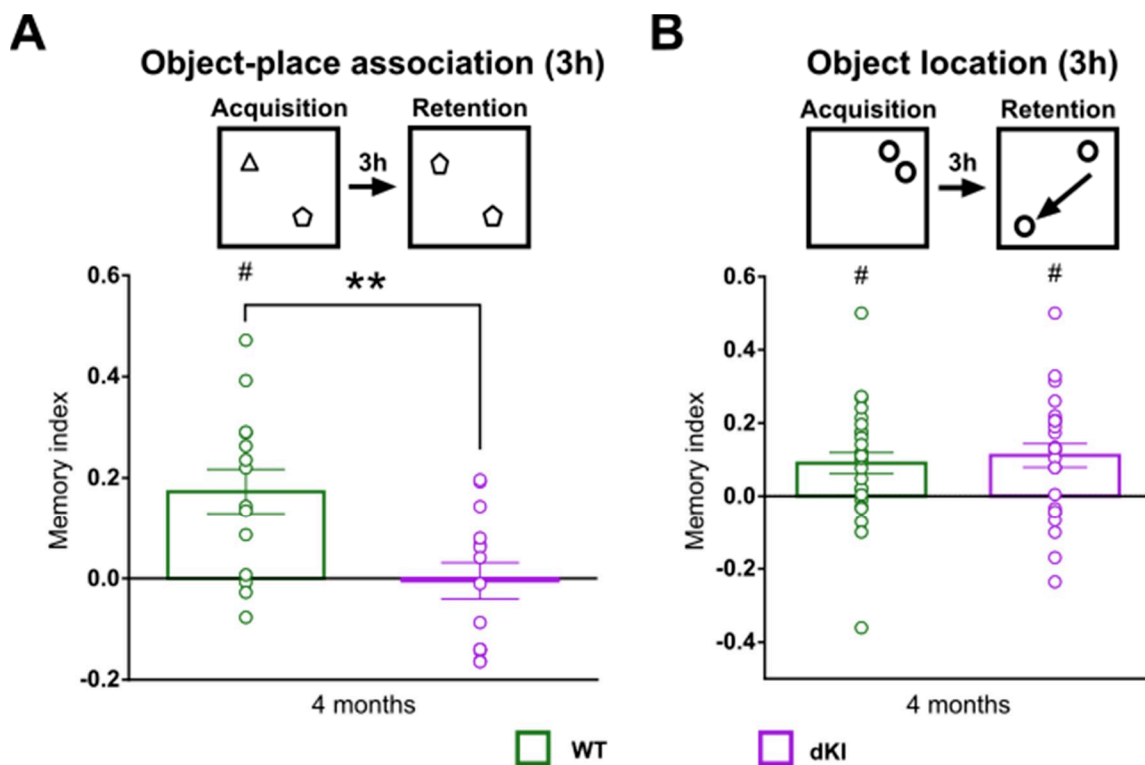 A
Object-place association (3h)
Acquisition
Retention
3h
#
**
0.6
0.4
0.2
0.0
-0.2
Memory index
4 months
B
Object location (3h)
Acquisition
Retention
3h
#
#
0.6
0.4
0.2
0.0
-0.2
-0.4
Memory index
4 months
WT
dKI